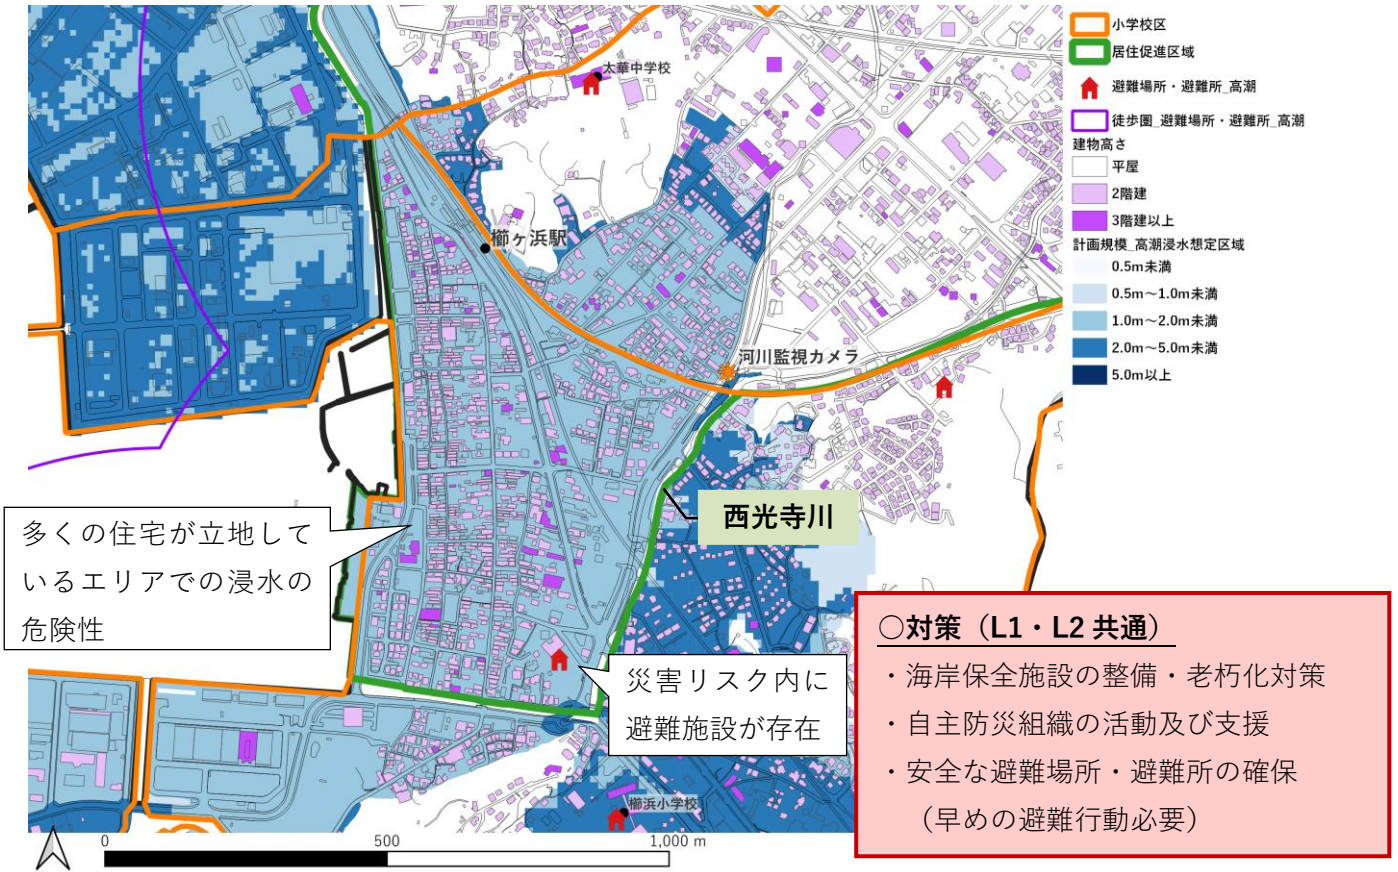 小学校区
居住促進区域
避難場所・避難所_高潮
徒歩圏_避難場所・避難所_高潮
建物高さ
平屋
2階建
3階建以上
計画規模_高潮浸水想定区域
0.5m未満
0.5m～1.0m未満
1.0m～2.0m未満
2.0m～5.0m未満
5.0m以上
太華中学校
櫛ヶ浜駅
河川監視カメラ
西光寺川
多くの住宅が立地して
いるエリアでの浸水の
危険性
災害リスク内に
避難施設が存在
櫛浜小学校
○対策（L1・L2 共通）
・海岸保全施設の整備・老朽化対策
・自主防災組織の活動及び支援
・安全な避難場所・避難所の確保
（早めの避難行動必要）
0 500 1,000 m